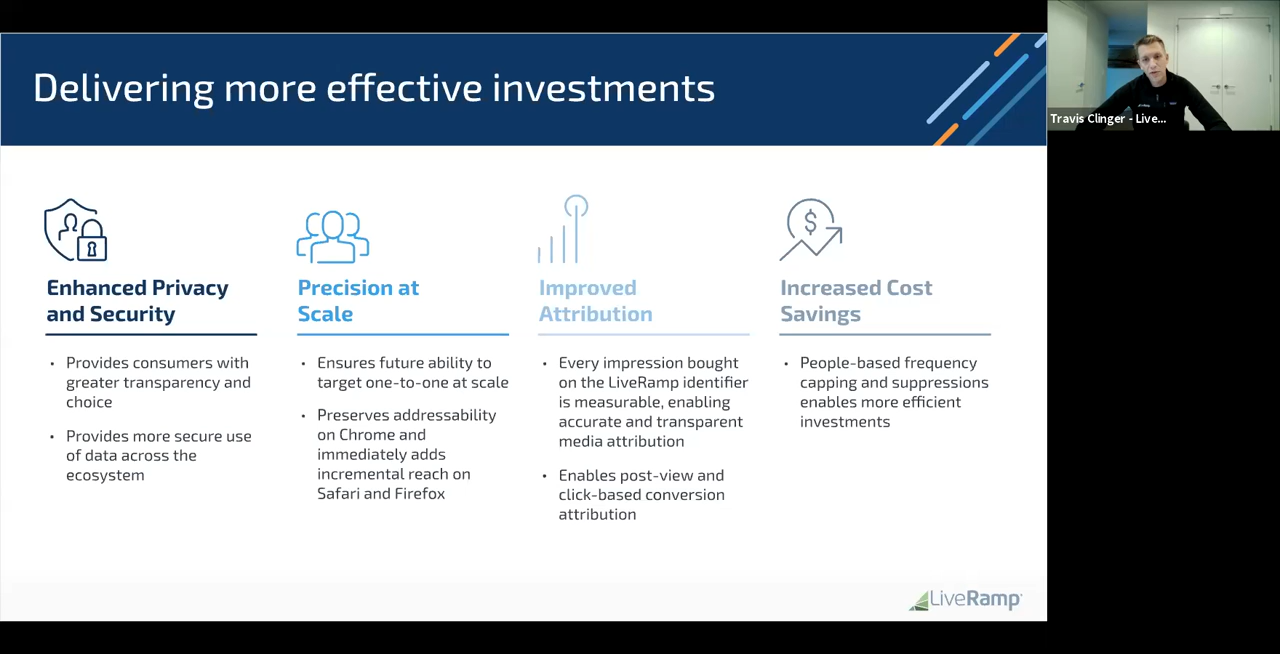 Delivering more effective investments
Travis Clinger - Live...
Enhanced Privacy
and Security
• Provides consumers with
greater transparency and
choice
• Provides more secure use
of data across the
ecosystem
Precision at
Scale
• Ensures future ability to
target one-to-one at scale
• Preserves addressability
on Chrome and
immediately adds
incremental reach on
Safari and Firefox
Improved
Attribution
• Every impression bought
on the LiveRamp identifier
is measurable, enabling
accurate and transparent
media attribution
• Enables post-view and
click-based conversion
attribution
$
Increased Cost
Savings
• People-based frequency
capping and suppressions
enables more efficient
investments
LiveRamp